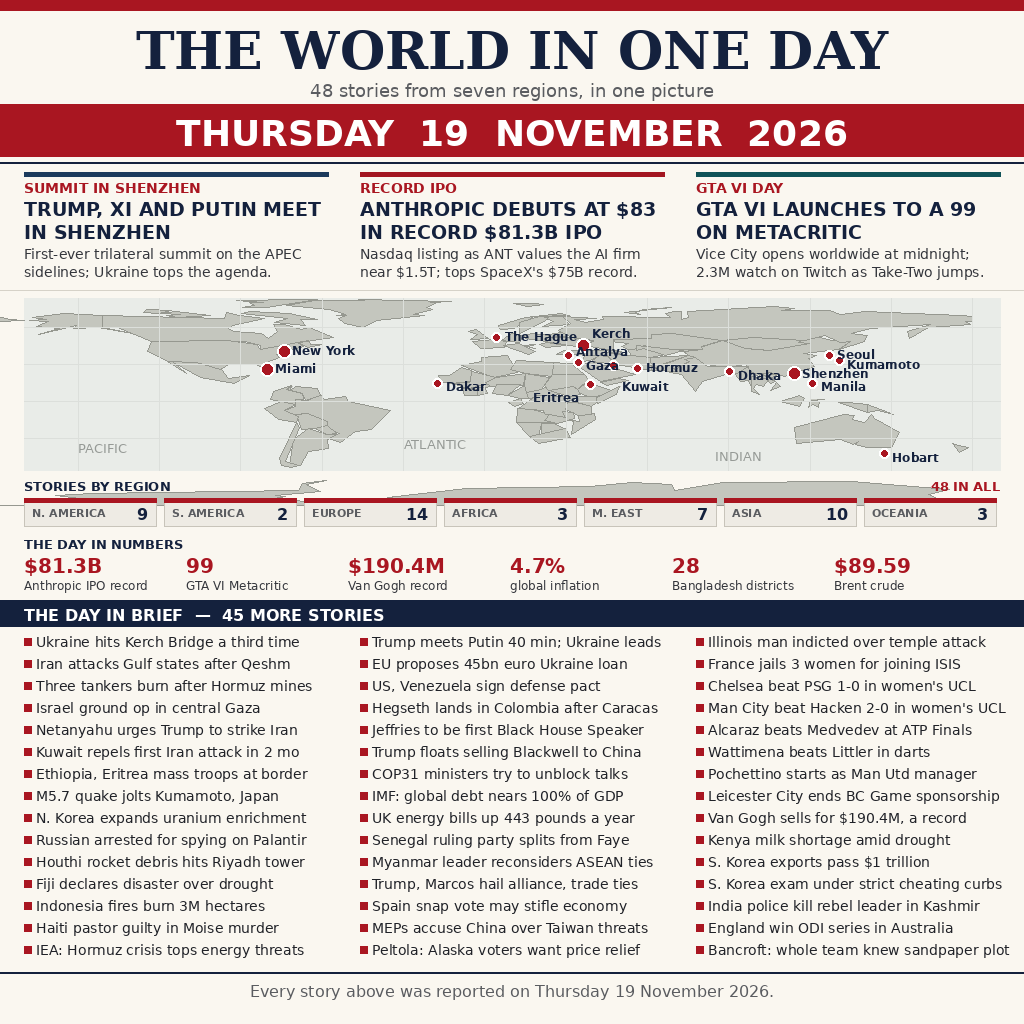 THE WORLD IN ONE DAY
48 stories from seven regions, in one picture
THURSDAY 19 NOVEMBER 2026
SUMMIT IN SHENZHEN
TRUMP, XI AND PUTIN MEET
IN SHENZHEN
First-ever trilateral summit on the APEC
sidelines; Ukraine tops the agenda.
RECORD IPO
ANTHROPIC DEBUTS AT $83
IN RECORD $81.3B IPO
Nasdaq listing as ANT values the AI firm
near $1.5T; tops SpaceX's $75B record.
GTA VI DAY
GTA VI LAUNCHES TO A 99
ON METACRITIC
Vice City opens worldwide at midnight;
2.3M watch on Twitch as Take-Two jumps.
The Hague
Kerch
New York
Antalya
Seoul
Miami
Gaza
Hormuz
Kumamoto
Dhaka
Shenzhen
Dakar
Kuwait
Manila
Eritrea
PACIFIC
ATLANTIC
INDIAN
Hobart
STORIES BY REGION
48 IN ALL
N. AMERICA 9
S. AMERICA 2
EUROPE 14
AFRICA 3
M. EAST 7
ASIA 10
OCEANIA 3
THE DAY IN NUMBERS
$81.3B
Anthropic IPO record
99
GTA VI Metacritic
$190.4M
Van Gogh record
4.7%
global inflation
28
Bangladesh districts
$89.59
Brent crude
THE DAY IN BRIEF — 45 MORE STORIES
Ukraine hits Kerch Bridge a third time
Iran attacks Gulf states after Qeshm
Three tankers burn after Hormuz mines
Israel ground op in central Gaza
Netanyahu urges Trump to strike Iran
Kuwait repels first Iran attack in 2 mo
Ethiopia, Eritrea mass troops at border
M5.7 quake jolts Kumamoto, Japan
N. Korea expands uranium enrichment
Russian arrested for spying on Palantir
Houthi rocket debris hits Riyadh tower
Fiji declares disaster over drought
Indonesia fires burn 3M hectares
Haiti pastor guilty in Moise murder
IEA: Hormuz crisis tops energy threats
Trump meets Putin 40 min; Ukraine leads
EU proposes 45bn euro Ukraine loan
US, Venezuela sign defense pact
Hegseth lands in Colombia after Caracas
Jeffries to be first Black House Speaker
Trump floats selling Blackwell to China
COP31 ministers try to unblock talks
IMF: global debt nears 100% of GDP
UK energy bills up 443 pounds a year
Senegal ruling party splits from Faye
Myanmar leader reconsiders ASEAN ties
Trump, Marcos hail alliance, trade ties
Spain snap vote may stifle economy
MEPs accuse China over Taiwan threats
Peltola: Alaska voters want price relief
Illinois man indicted over temple attack
France jails 3 women for joining ISIS
Chelsea beat PSG 1-0 in women's UCL
Man City beat Hacken 2-0 in women's UCL
Alcaraz beats Medvedev at ATP Finals
Wattimena beats Littler in darts
Pochettino starts as Man Utd manager
Leicester City ends BC Game sponsorship
Van Gogh sells for $190.4M, a record
Kenya milk shortage amid drought
S. Korea exports pass $1 trillion
S. Korea exam under strict cheating curbs
India police kill rebel leader in Kashmir
England win ODI series in Australia
Bancroft: whole team knew sandpaper plot
Every story above was reported on Thursday 19 November 2026.